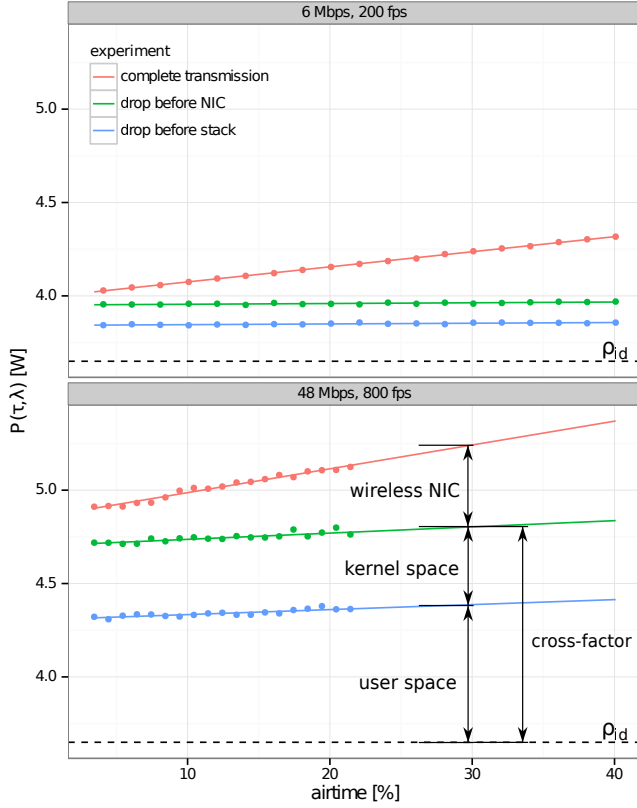 6 Mbps, 200 fps
experiment
complete transmission
drop before NIC
drop before stack
5.0
4.5
4.0
ρid
P(τ,λ) [W]
48 Mbps, 800 fps
5.0
4.5
4.0
wireless NIC
kernel space
cross-factor
user space
ρid
10
20
30
40
airtime [%]